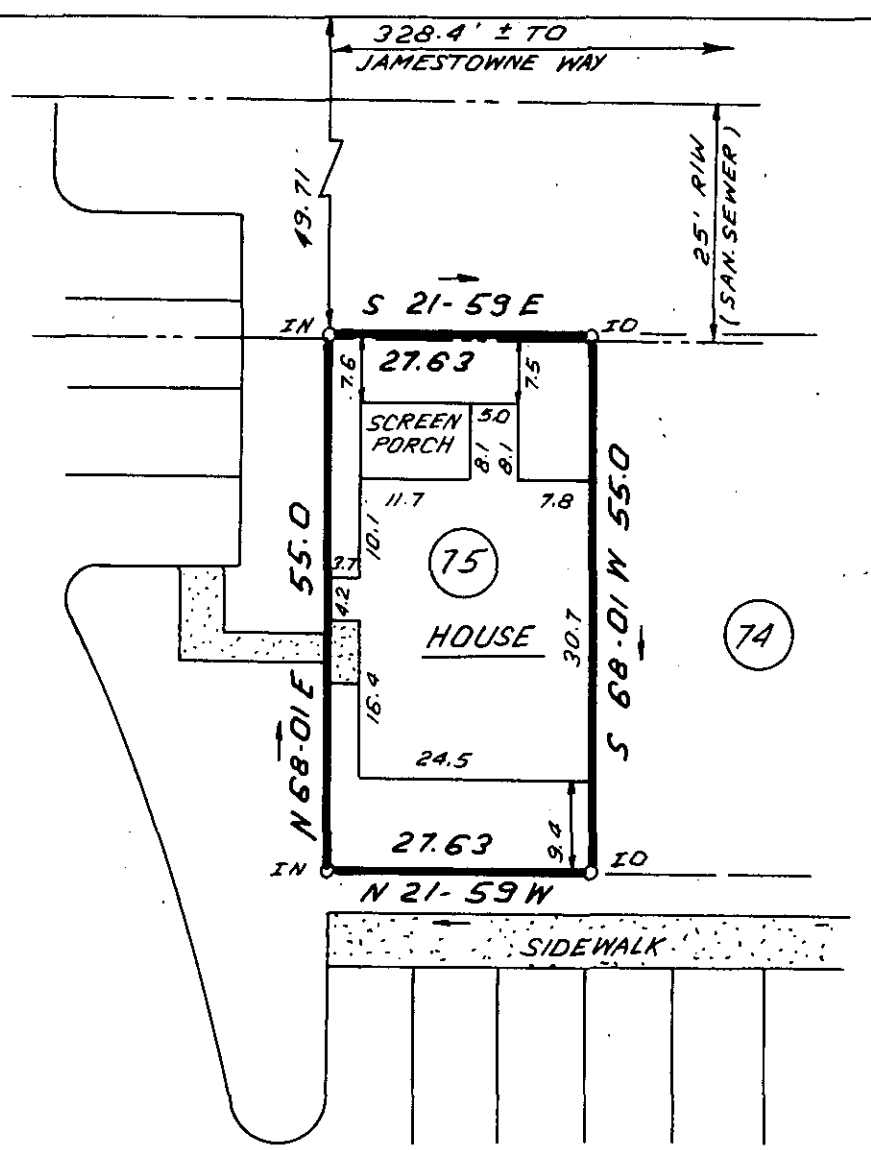 328.4' ± TO
JAMESTOWNE WAY
49.71
25' R/W
(SAN. SEWER)
S 21-59 E
IN
IO
27.63
7.6
7.5
SCREEN
PORCH
5.0
8.1
8.1
11.7
7.8
10.1
55.0
S 68-01 W 55.0
3.7
75
4.2
HOUSE
30.7
74
N 68-01 E
16.4
24.5
27.63
9.4
IN
IO
N 21-59 W
SIDEWALK